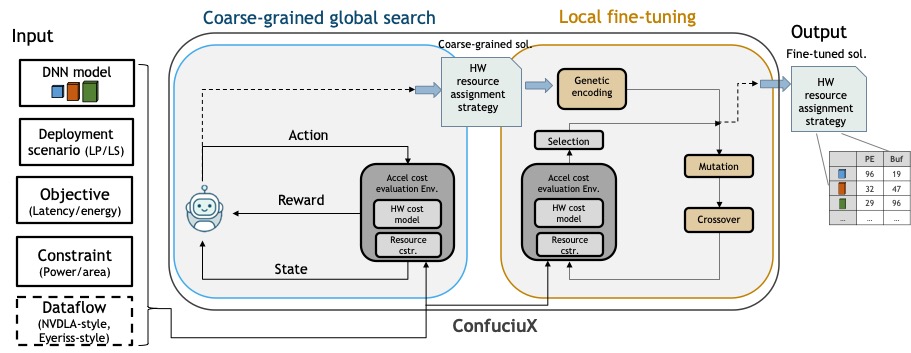 Coarse-grained global search
Local fine-tuning
Input
Output
DNN model
Deployment
scenario (LP/LS)
Objective
(Latency/energy)
Constraint
(Power/area)
Dataflow
(NVDLA-style,
Eyeriss-style)
Action
Reward
State
Accel cost
evaluation Env.
HW cost
model
Resource
cstr.
Coarse-grained sol.
HW
resource
assignment
strategy
Genetic
encoding
Selection
Accel cost
evaluation Env.
HW cost
model
Resource
cstr.
Mutation
Crossover
ConfuciuX
Fine-tuned sol.
HW
resource
assignment
strategy
PE Buf
96 19
32 47
29 96
... ... ...